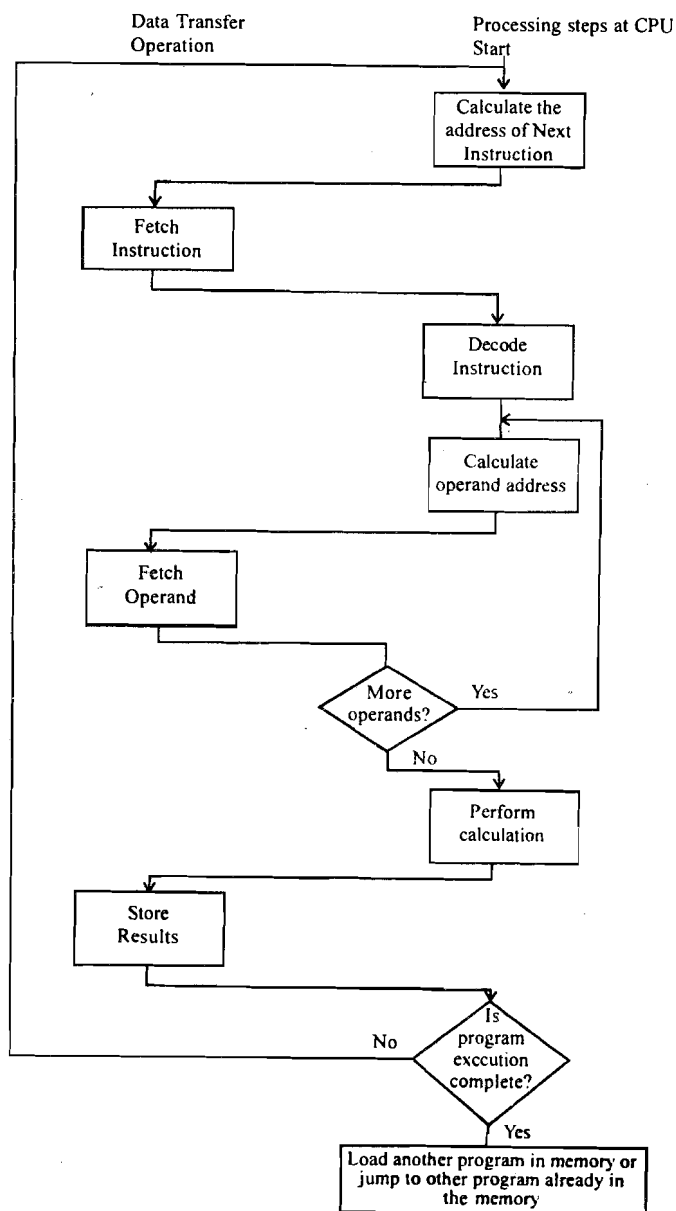 Data Transfer
Operation
Processing steps at CPU
Start
Calculate the
address of Next
Instruction
Fetch
Instruction
Decode
Instruction
Calculate
operand address
Fetch
Operand
More
operands?
Yes
No
Perform
calculation
Store
Results
Is
program
exccution
complete?
No
Yes
Load another program in memory or
jump to other program already in
the memory